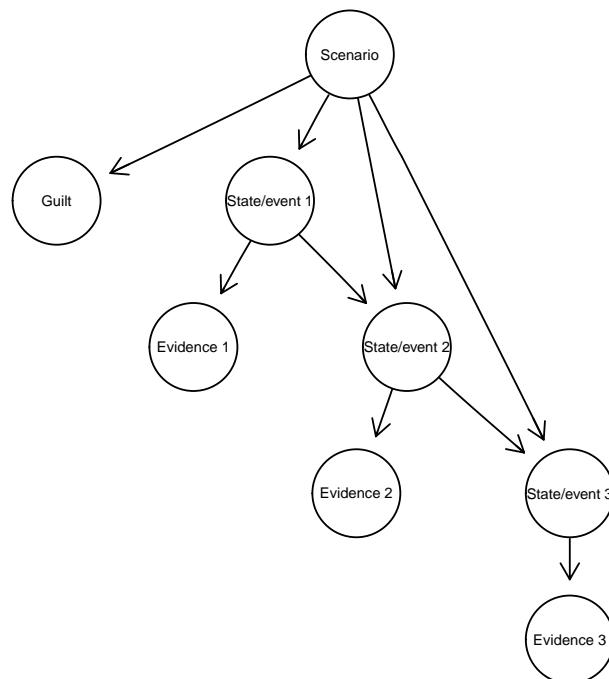 Scenario
Guilt
State/event 1
Evidence 1
State/event 2
Evidence 2
State/event 3
Evidence 3